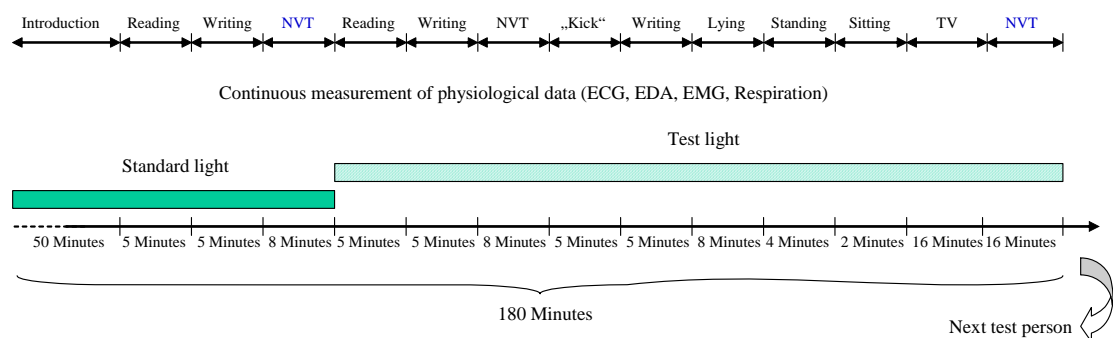 Introduction Reading Writing NVT Reading Writing NVT „Kick“ Writing Lying Standing Sitting TV NVT
Continuous measurement of physiological data (ECG, EDA, EMG, Respiration)
Test light
Standard light
50 Minutes 5 Minutes 5 Minutes 8 Minutes 5 Minutes 5 Minutes 8 Minutes 5 Minutes 5 Minutes 8 Minutes 4 Minutes 2 Minutes 16 Minutes 16 Minutes
180 Minutes
Next test person